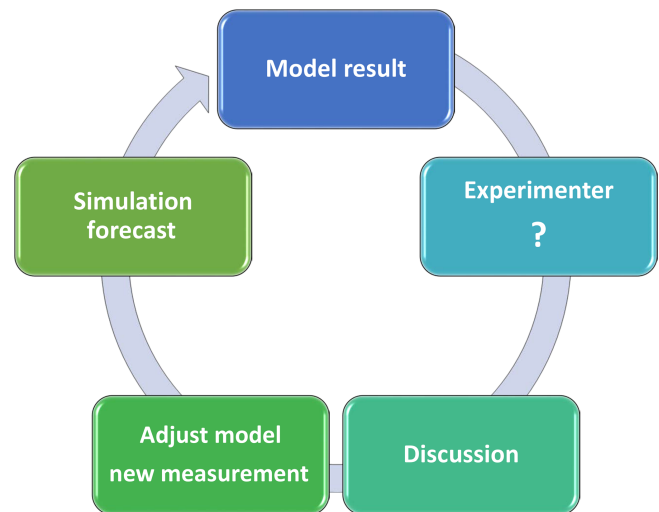 Model result
Experimenter
?
Discussion
Adjust model
new measurement
Simulation
forecast